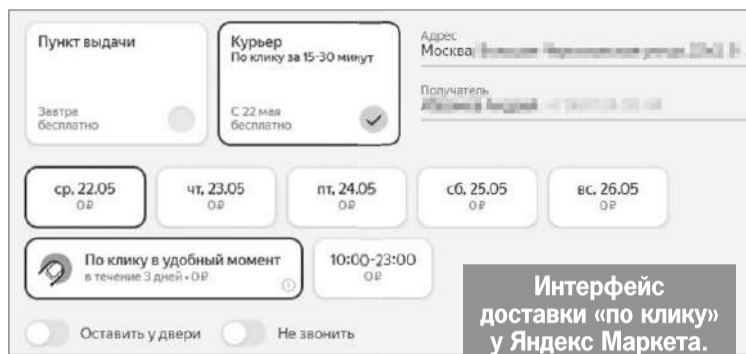 Пункт выдачи
Завтра
бесплатно
Курьер
По клику за 15-30 минут
С 22 мая
бесплатно
Адрес
Москва,
Получатель
ср, 22.05
0 ₽
чт, 23.05
0 ₽
пт, 24.05
0 ₽
сб, 25.05
0 ₽
вс, 26.05
0 ₽
По клику в удобный момент
в течение 3 дней • 0 ₽
10:00-23:00
0 ₽
Оставить у двери
Не звонить
Интерфейс
доставки «по клику»
у Яндекс Маркета.